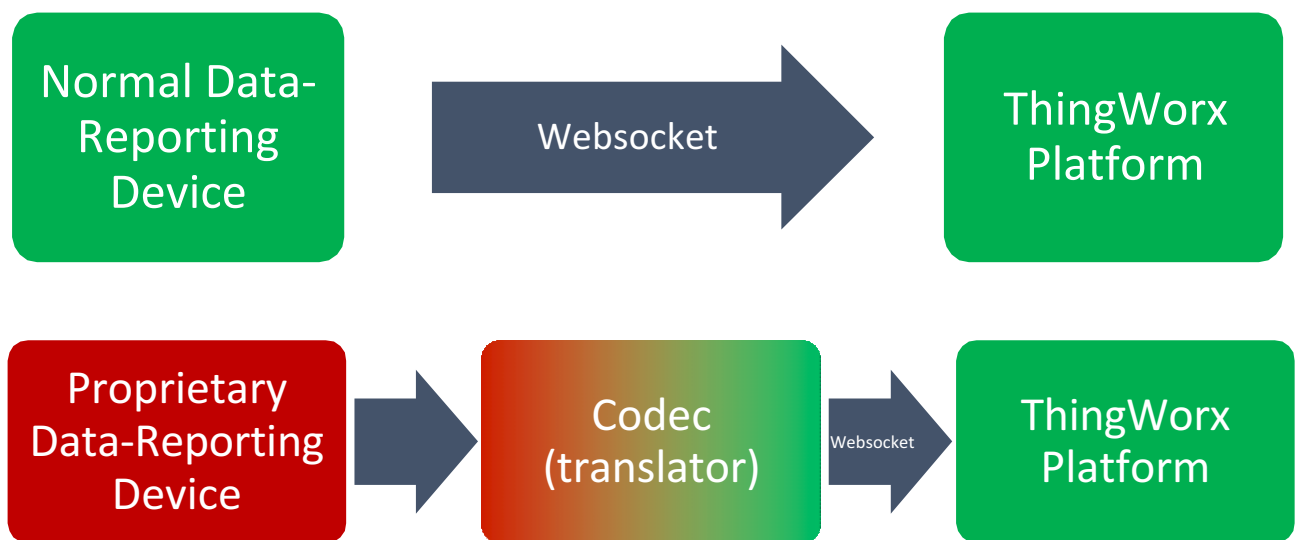 Normal Data-
Reporting
Device
Websocket
ThingWorx
Platform
Proprietary
Data-Reporting
Device
Codec
(translator)
Websocket
ThingWorx
Platform